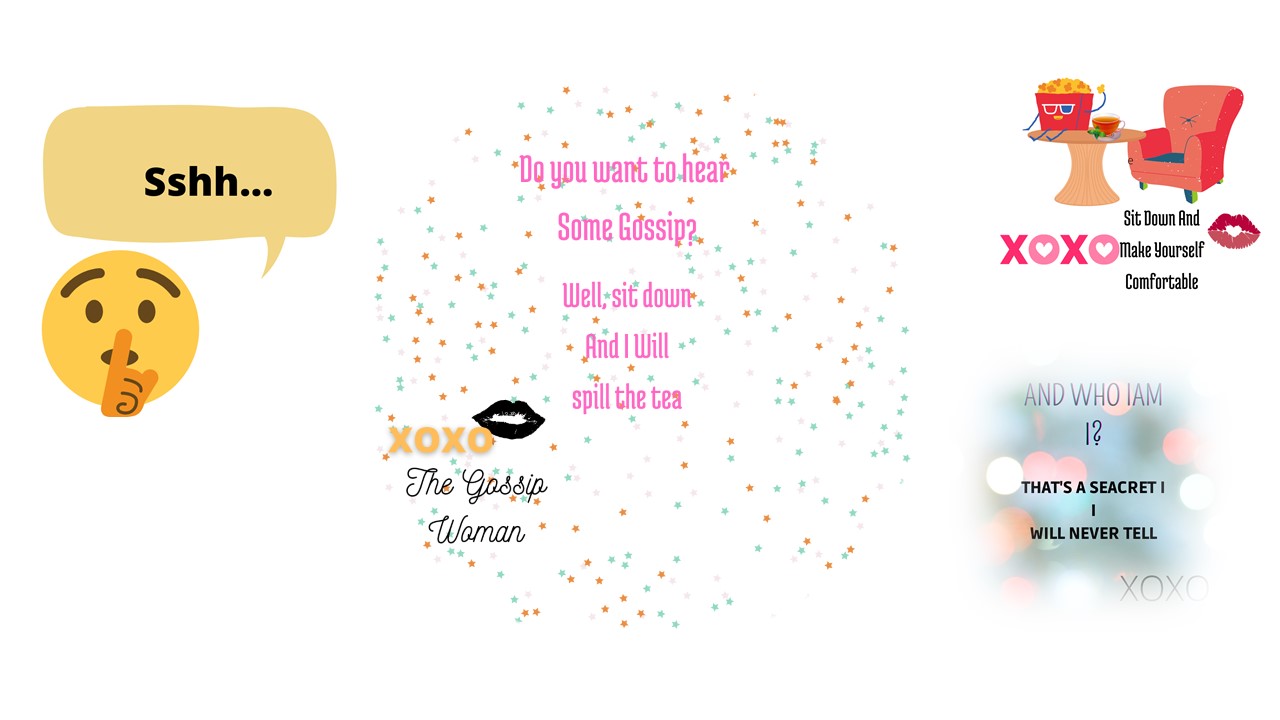 Sshh...
Do you want to hear
Some Gossip?
Well, sit down
And I Will
spill the tea
XOXO
The Gossip
Woman
Sit Down And
XOXO Make Yourself
Comfortable
AND WHO IAM
I?
THAT'S A SEACRET I
I
WILL NEVER TELL
XOXO